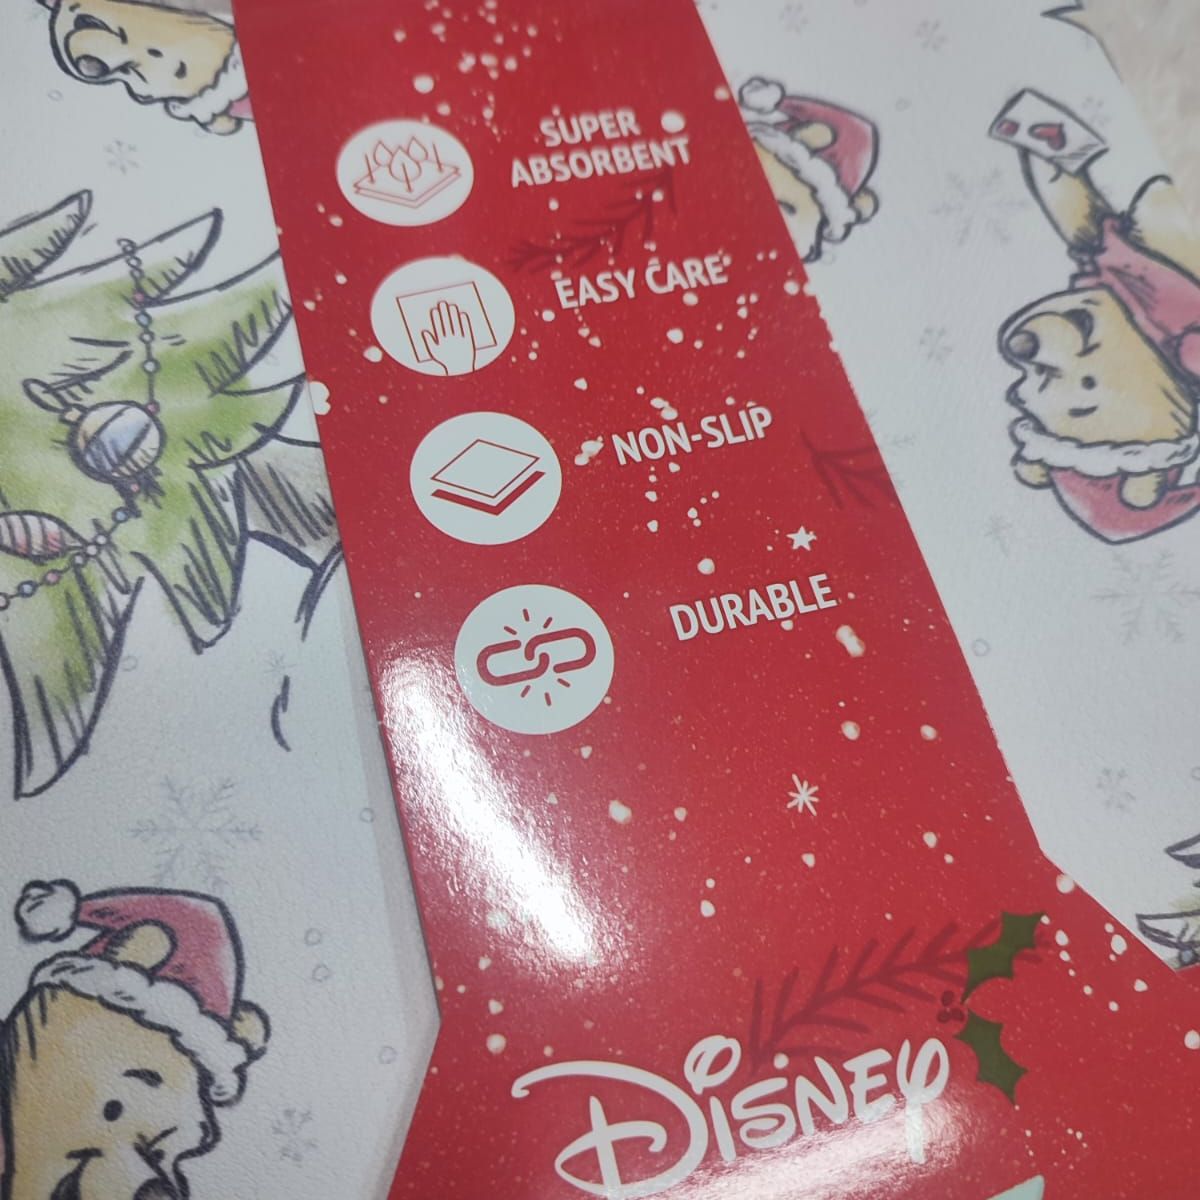 SUPER
ABSORBENT
EASY CARE
NON-SLIP
DURABLE
DISNEY